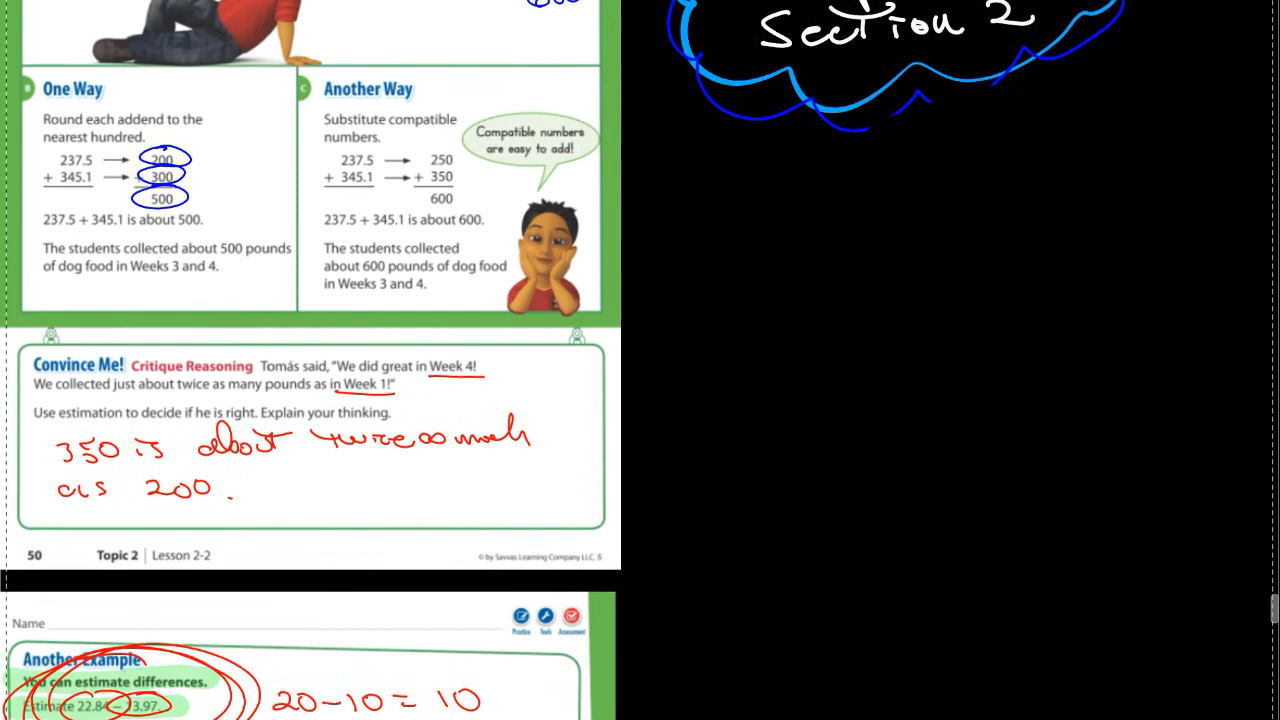 600
Section 2
One Way
Round each addend to the
nearest hundred.
237.5 → 200
+ 345.1 → + 300
500
237.5 + 345.1 is about 500.
The students collected about 500 pounds
of dog food in Weeks 3 and 4.
C
Another Way
Substitute compatible
numbers.
237.5 → 250
+ 345.1 → + 350
600
237.5 + 345.1 is about 600.
The students collected
about 600 pounds of dog food
in Weeks 3 and 4.
Compatible numbers
are easy to add!
Convince Me! Critique Reasoning Tomás said, "We did great in Week 4!
We collected just about twice as many pounds as in Week 1!"
Use estimation to decide if he is right. Explain your thinking.
350 is about twice as much
as 200.
50 Topic 2 | Lesson 2-2
© by Savvas Learning Company LLC. 5
Name
Practice Tools Assessment
Another Example
You can estimate differences.
Estimate 22.84 – 13.97.
20-10= 10